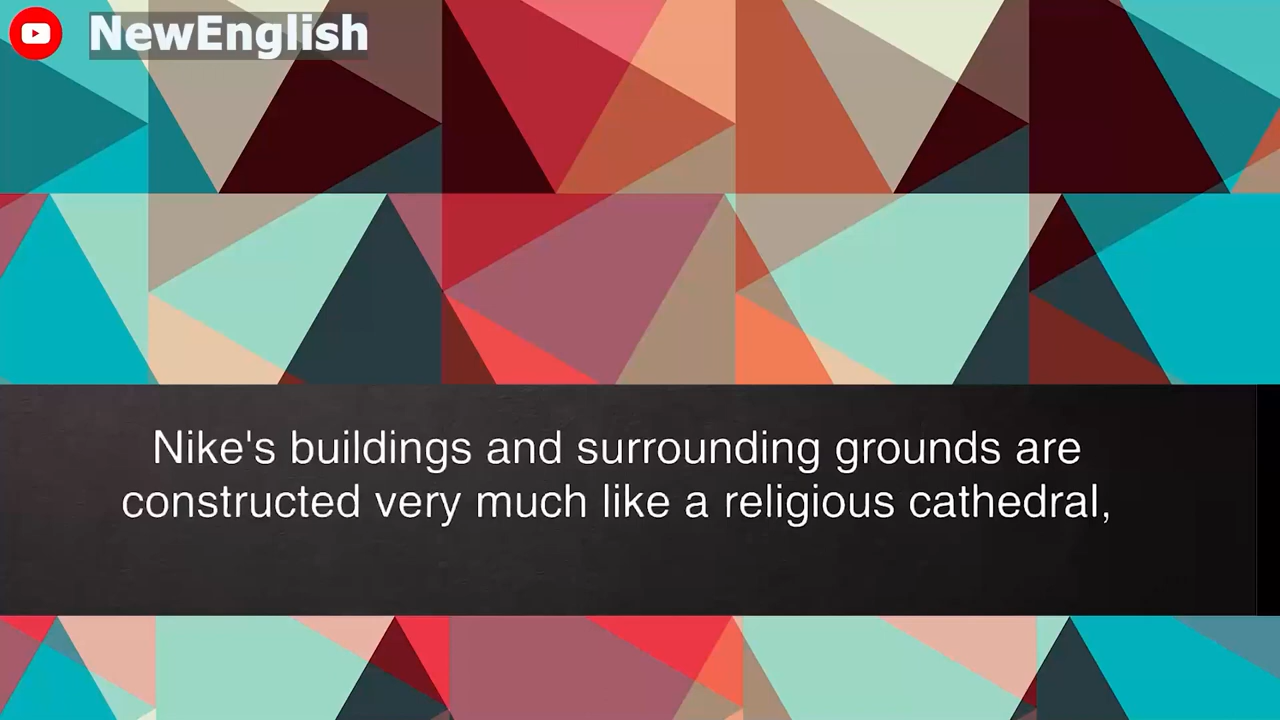 NewEnglish
Nike's buildings and surrounding grounds are
constructed very much like a religious cathedral,